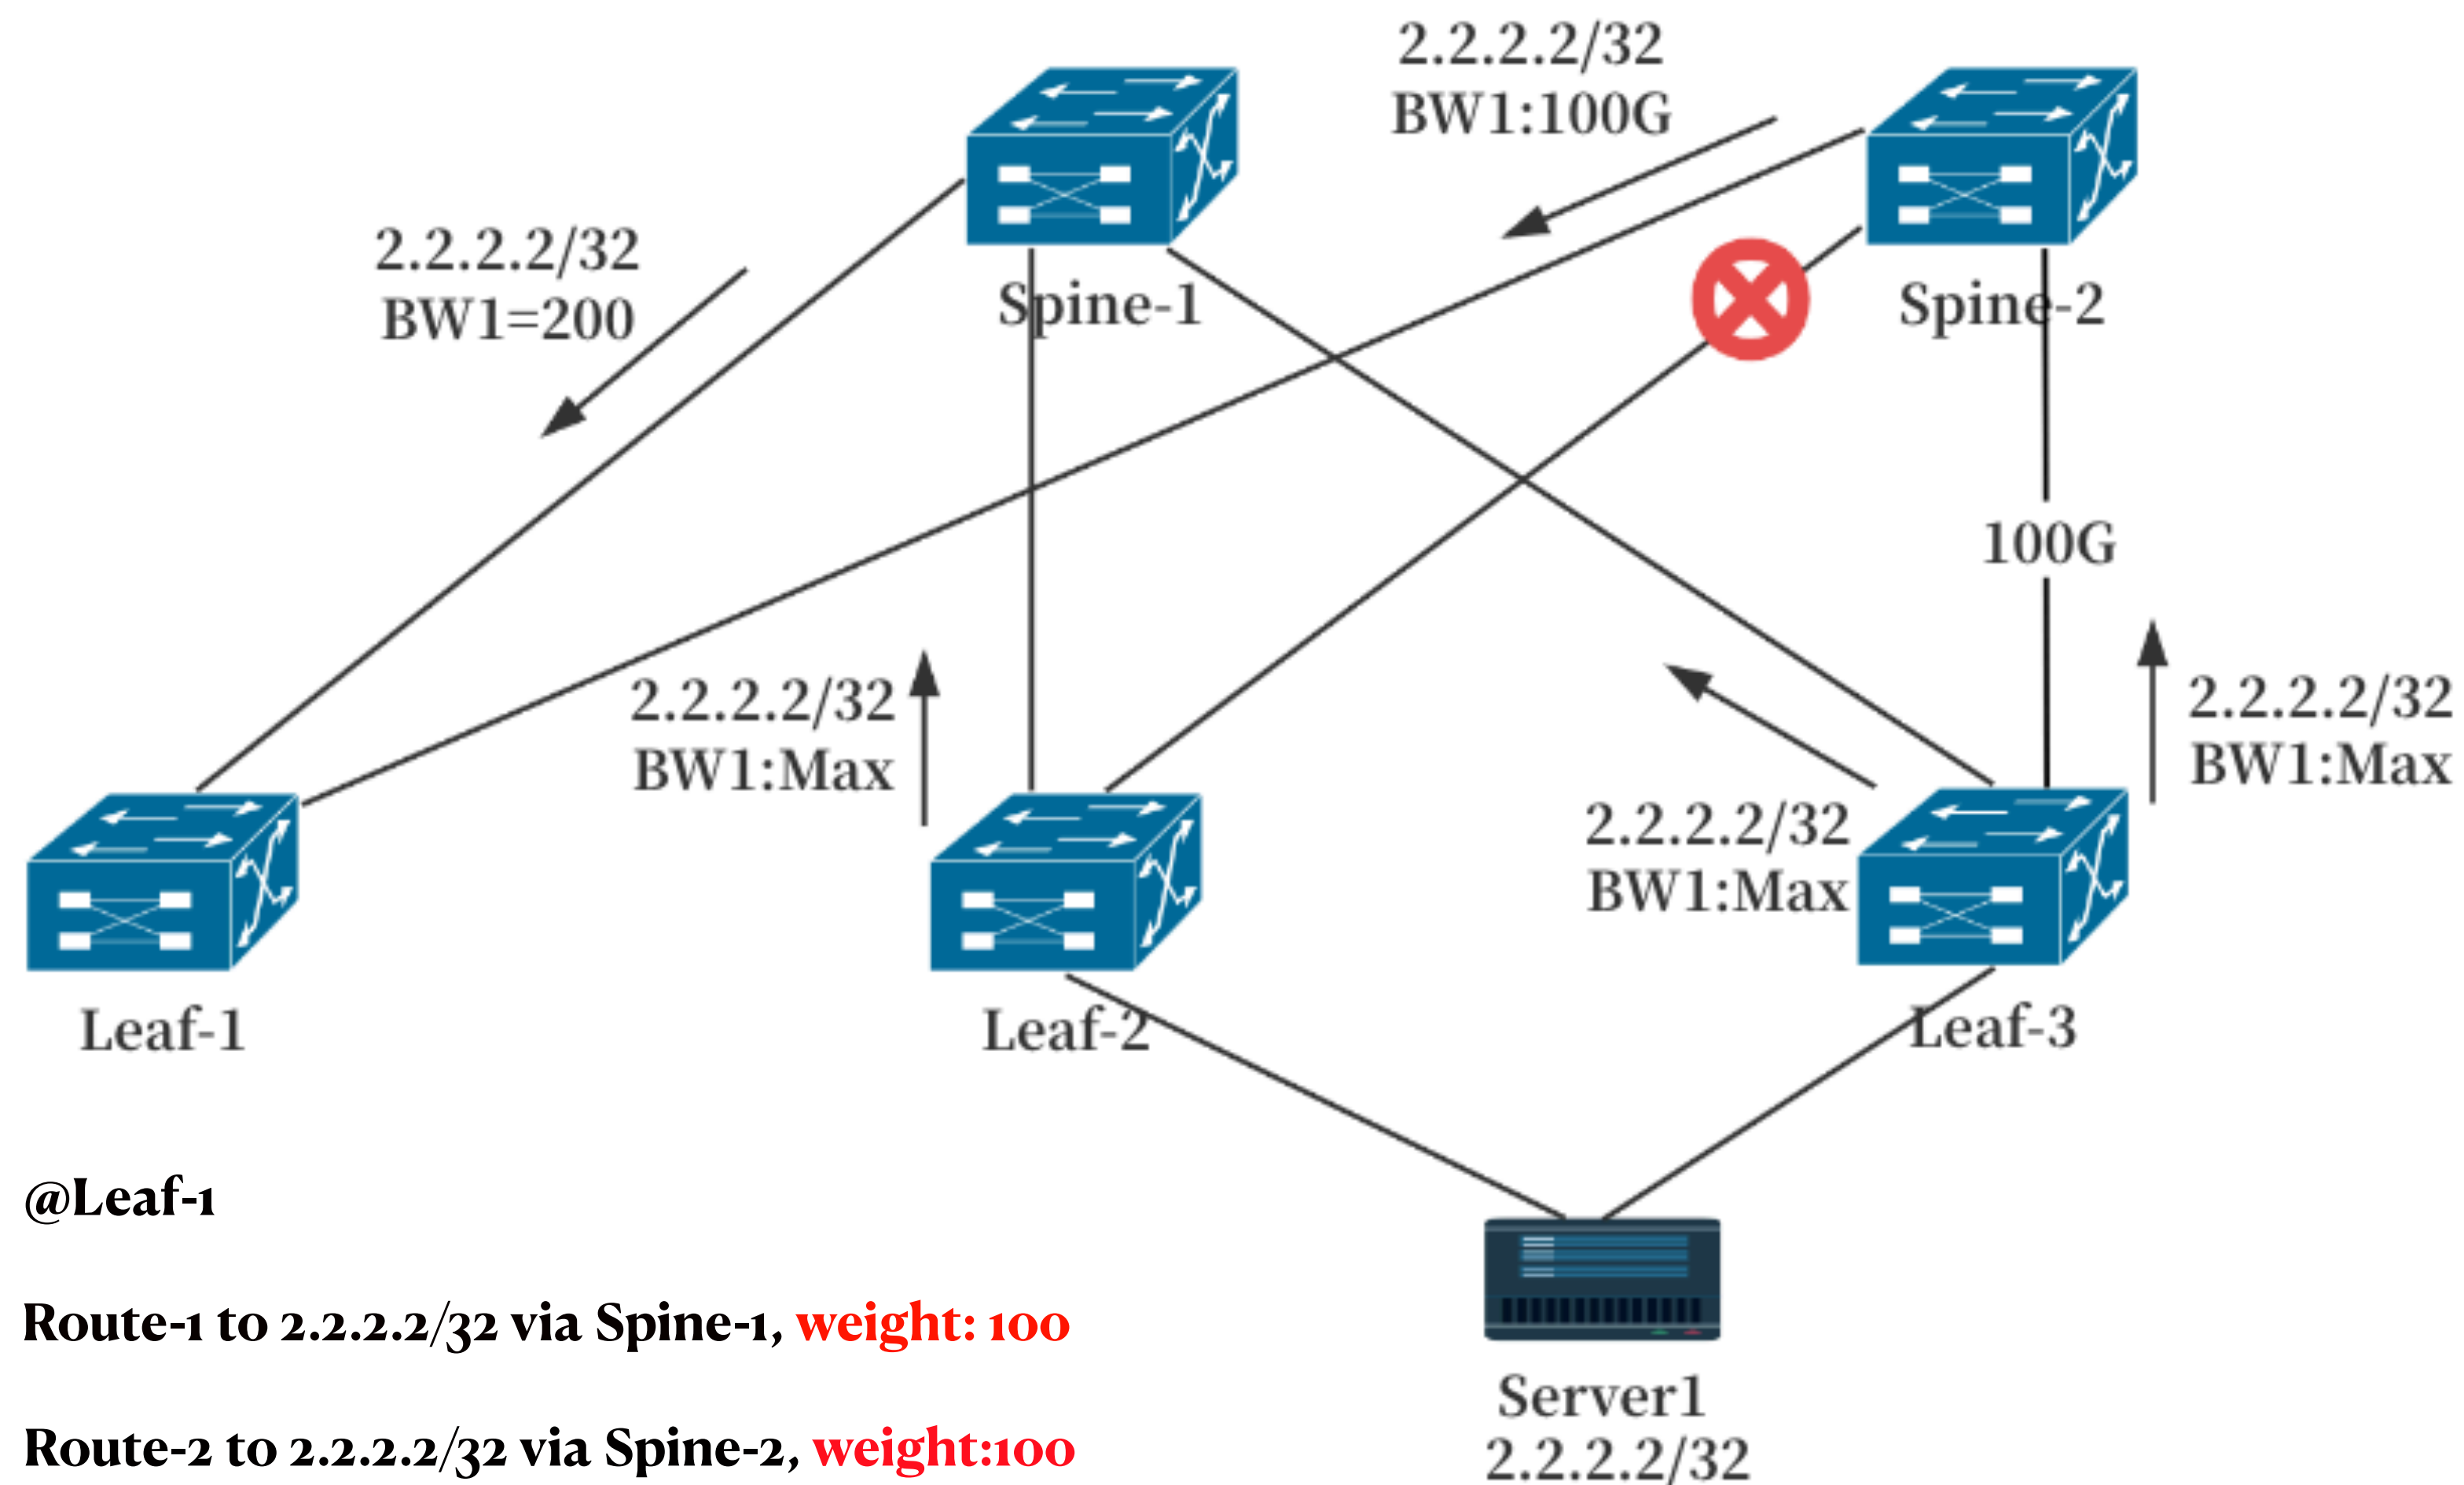 2.2.2.2/32
BW1:100G
2.2.2.2/32
BW1=200
Spine-1
Spine-2
100G
2.2.2.2/32
BW1:Max
2.2.2.2/32
BW1:Max
2.2.2.2/32
BW1:Max
Leaf-1
Leaf-2
Leaf-3
@Leaf-1
Route-1 to 2.2.2.2/32 via Spine-1, weight: 100
Route-2 to 2.2.2.2/32 via Spine-2, weight:100
Server1
2.2.2.2/32